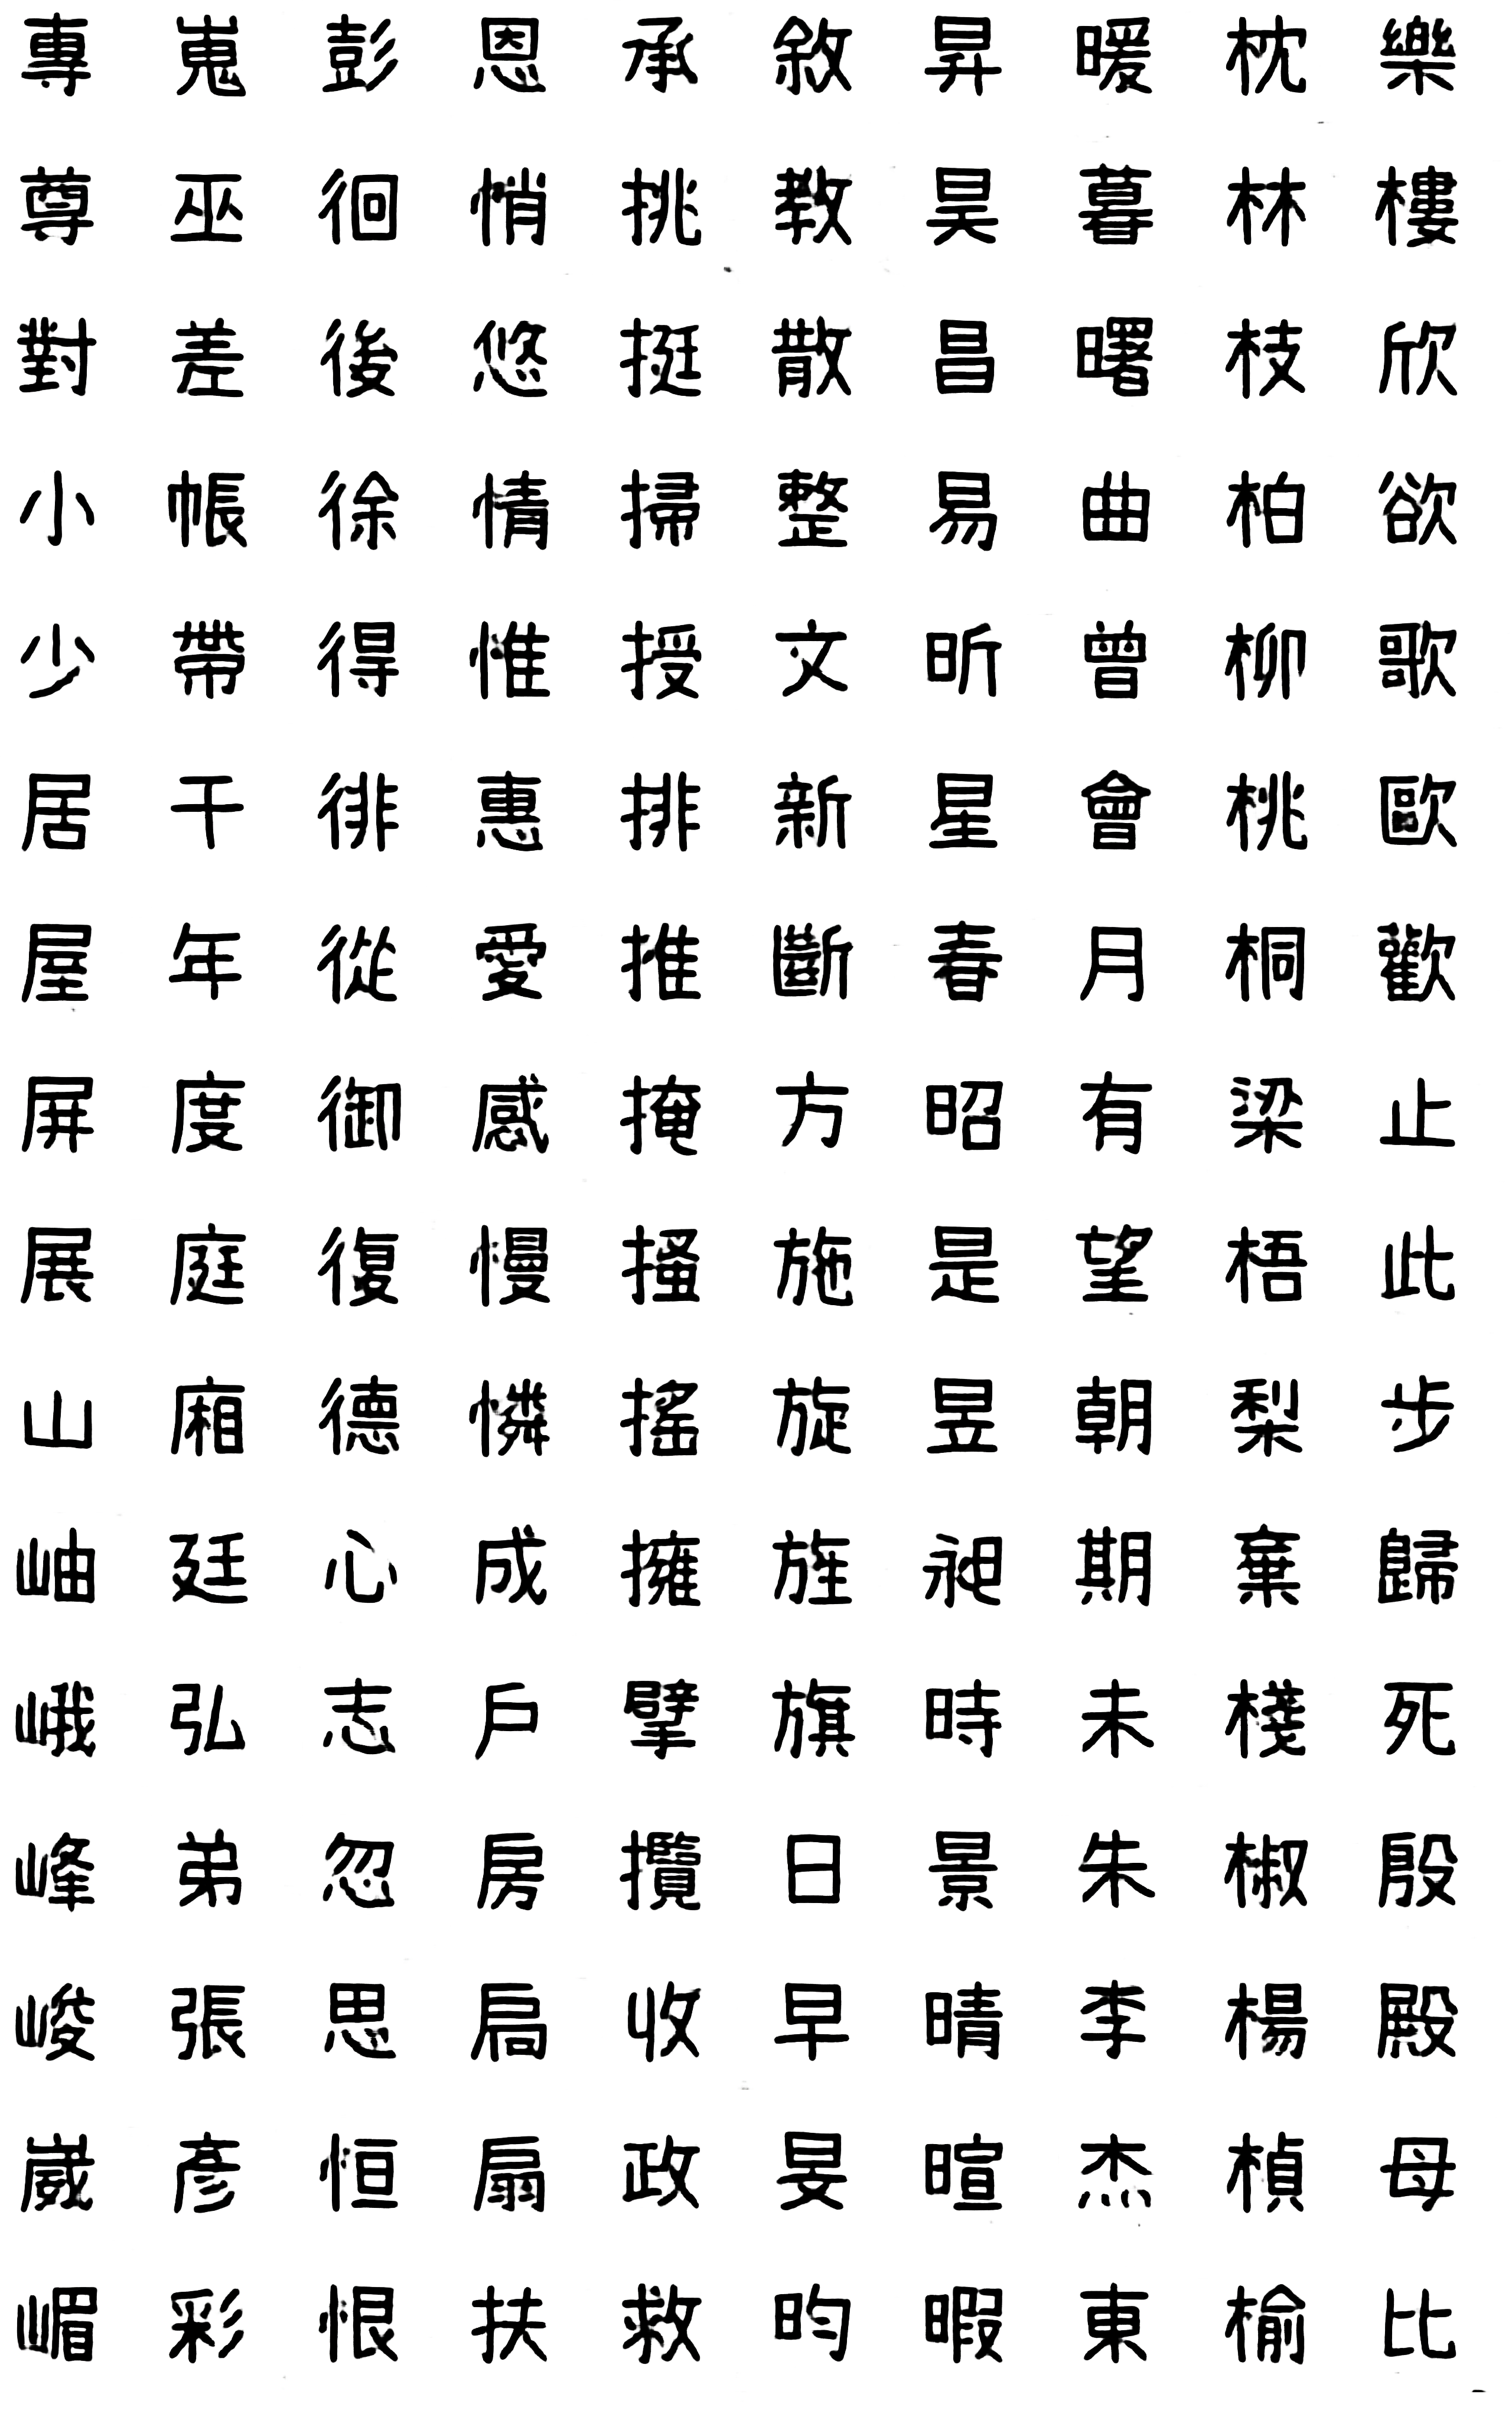 專尊對小少居屋屏展山岫峨峰峻崴嵋
嵬巫差帳帶干年度庭廂廷弘弟張彥彩
彭徊後徐得徘從御復德心志忽思恒恨
恩悄悠情惟惠愛感慢憐成戶房扃扇扶
承挑挺掃授排推掩搔搖擁擘攬收政救
敘教散整文新斷方施旋旌旗日早旻昀
昇昊昌易昕星春昭是昱昶時景晴暄暇
暖暮曙曲曾會月有望朝期未朱李杰東
枕林枝柏柳桃桐梁梧梨棄棧椒楊楨榆
樂樓欣欲歌歐歡止此步歸死殷殿母比